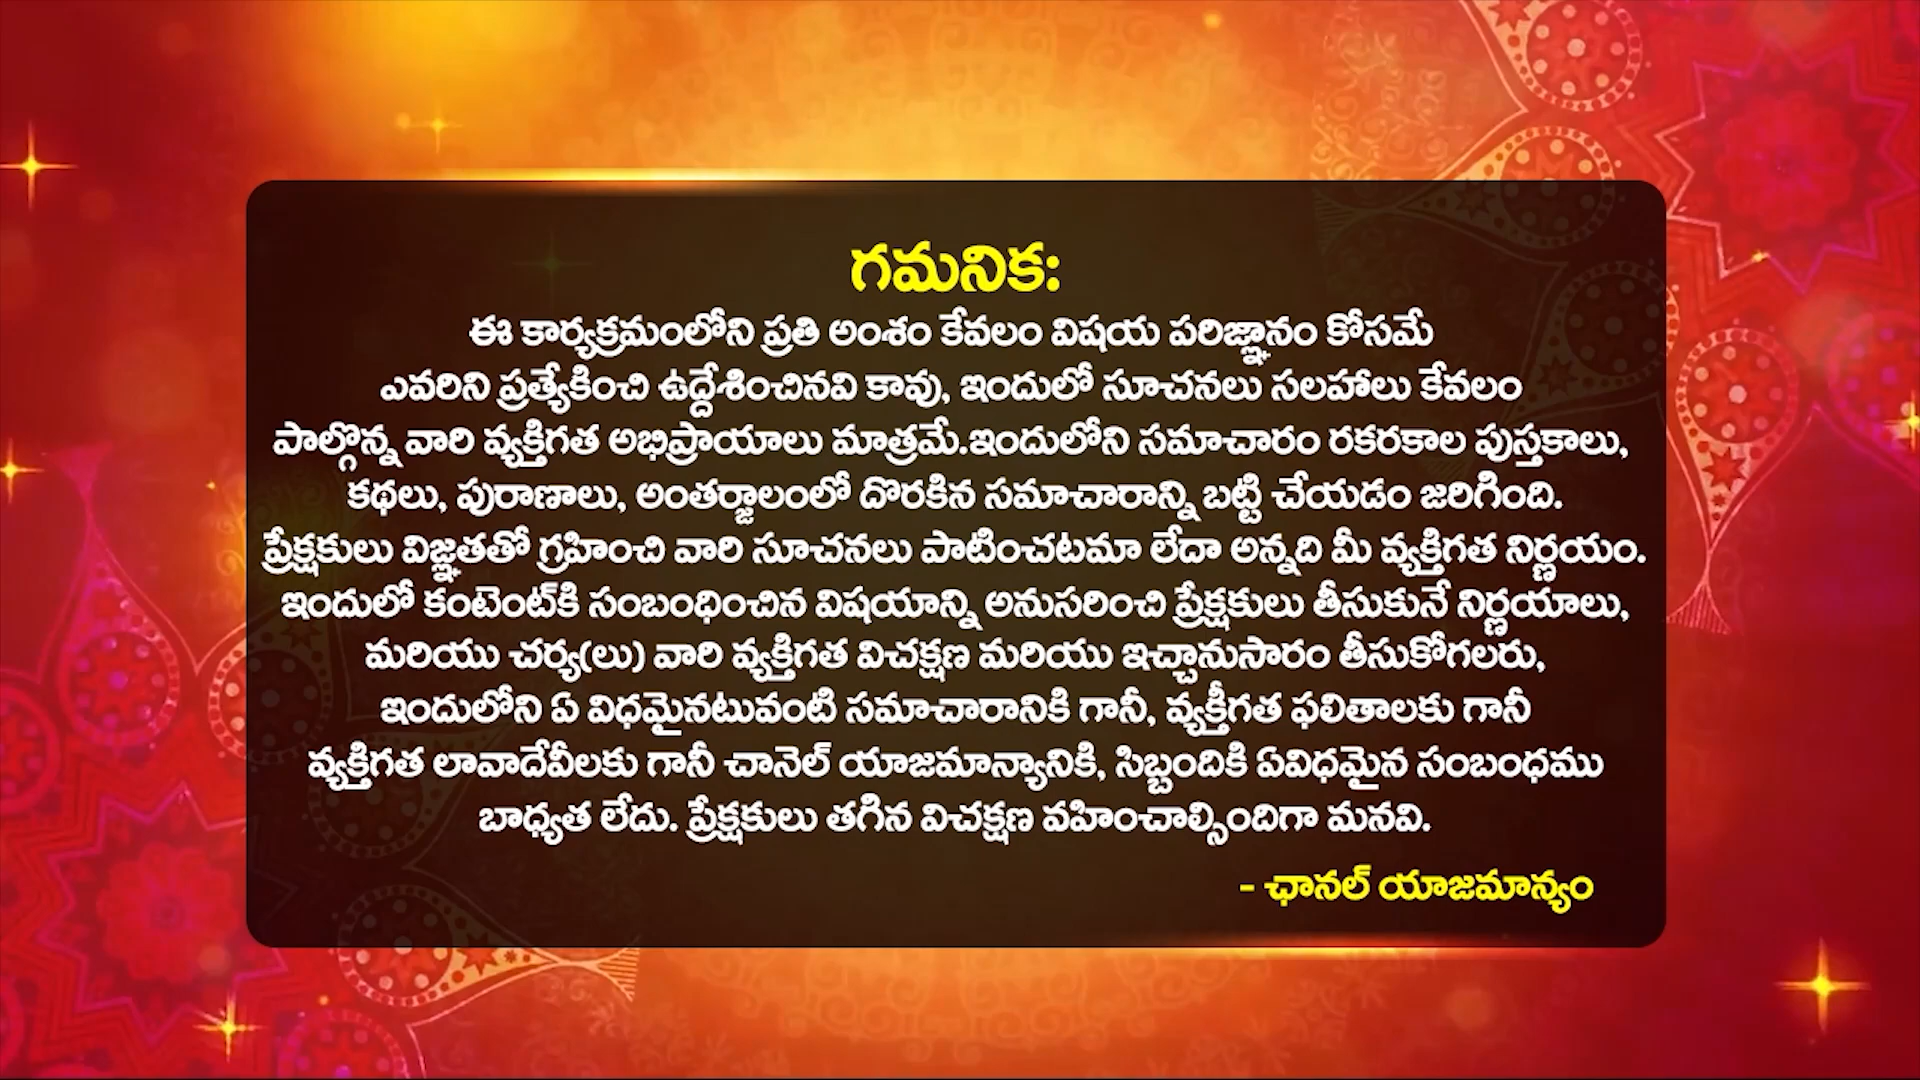 గమనిక:
ఈ కార్యక్రమంలోని ప్రతి అంశం కేవలం విషయ పరిజ్ఞానం కోసమే
ఎవరిని ప్రత్యేకించి ఉద్దేశించినవి కావు, ఇందులో సూచనలు సలహాలు కేవలం
పాల్గొన్న వారి వ్యక్తిగత అభిప్రాయాలు మాత్రమే.ఇందులోని సమాచారం రకరకాల పుస్తకాలు,
కథలు, పురాణాలు, అంతర్జాలంలో దొరకిన సమాచారాన్ని బట్టి చేయడం జరిగింది.
ప్రేక్షకులు విజ్ఞతతో గ్రహించి వారి సూచనలు పాటించటమా లేదా అన్నది మీ వ్యక్తిగత నిర్ణయం.
ఇందులో కంటెంట్‌కి సంబంధించిన విషయాన్ని అనుసరించి ప్రేక్షకులు తీసుకునే నిర్ణయాలు,
మరియు చర్య(లు) వారి వ్యక్తిగత విచక్షణ మరియు ఇచ్చానుసారం తీసుకోగలరు,
ఇందులోని ఏ విధమైనటువంటి సమాచారానికి గానీ, వ్యక్తీగత ఫలితాలకు గానీ
వ్యక్తిగత లావాదేవీలకు గానీ చానెల్ యాజమాన్యానికి, సిబ్బందికి ఏవిధమైన సంబంధము
బాధ్యత లేదు. ప్రేక్షకులు తగిన విచక్షణ వహించాల్సిందిగా మనవి.
- ఛానల్ యాజమాన్యం